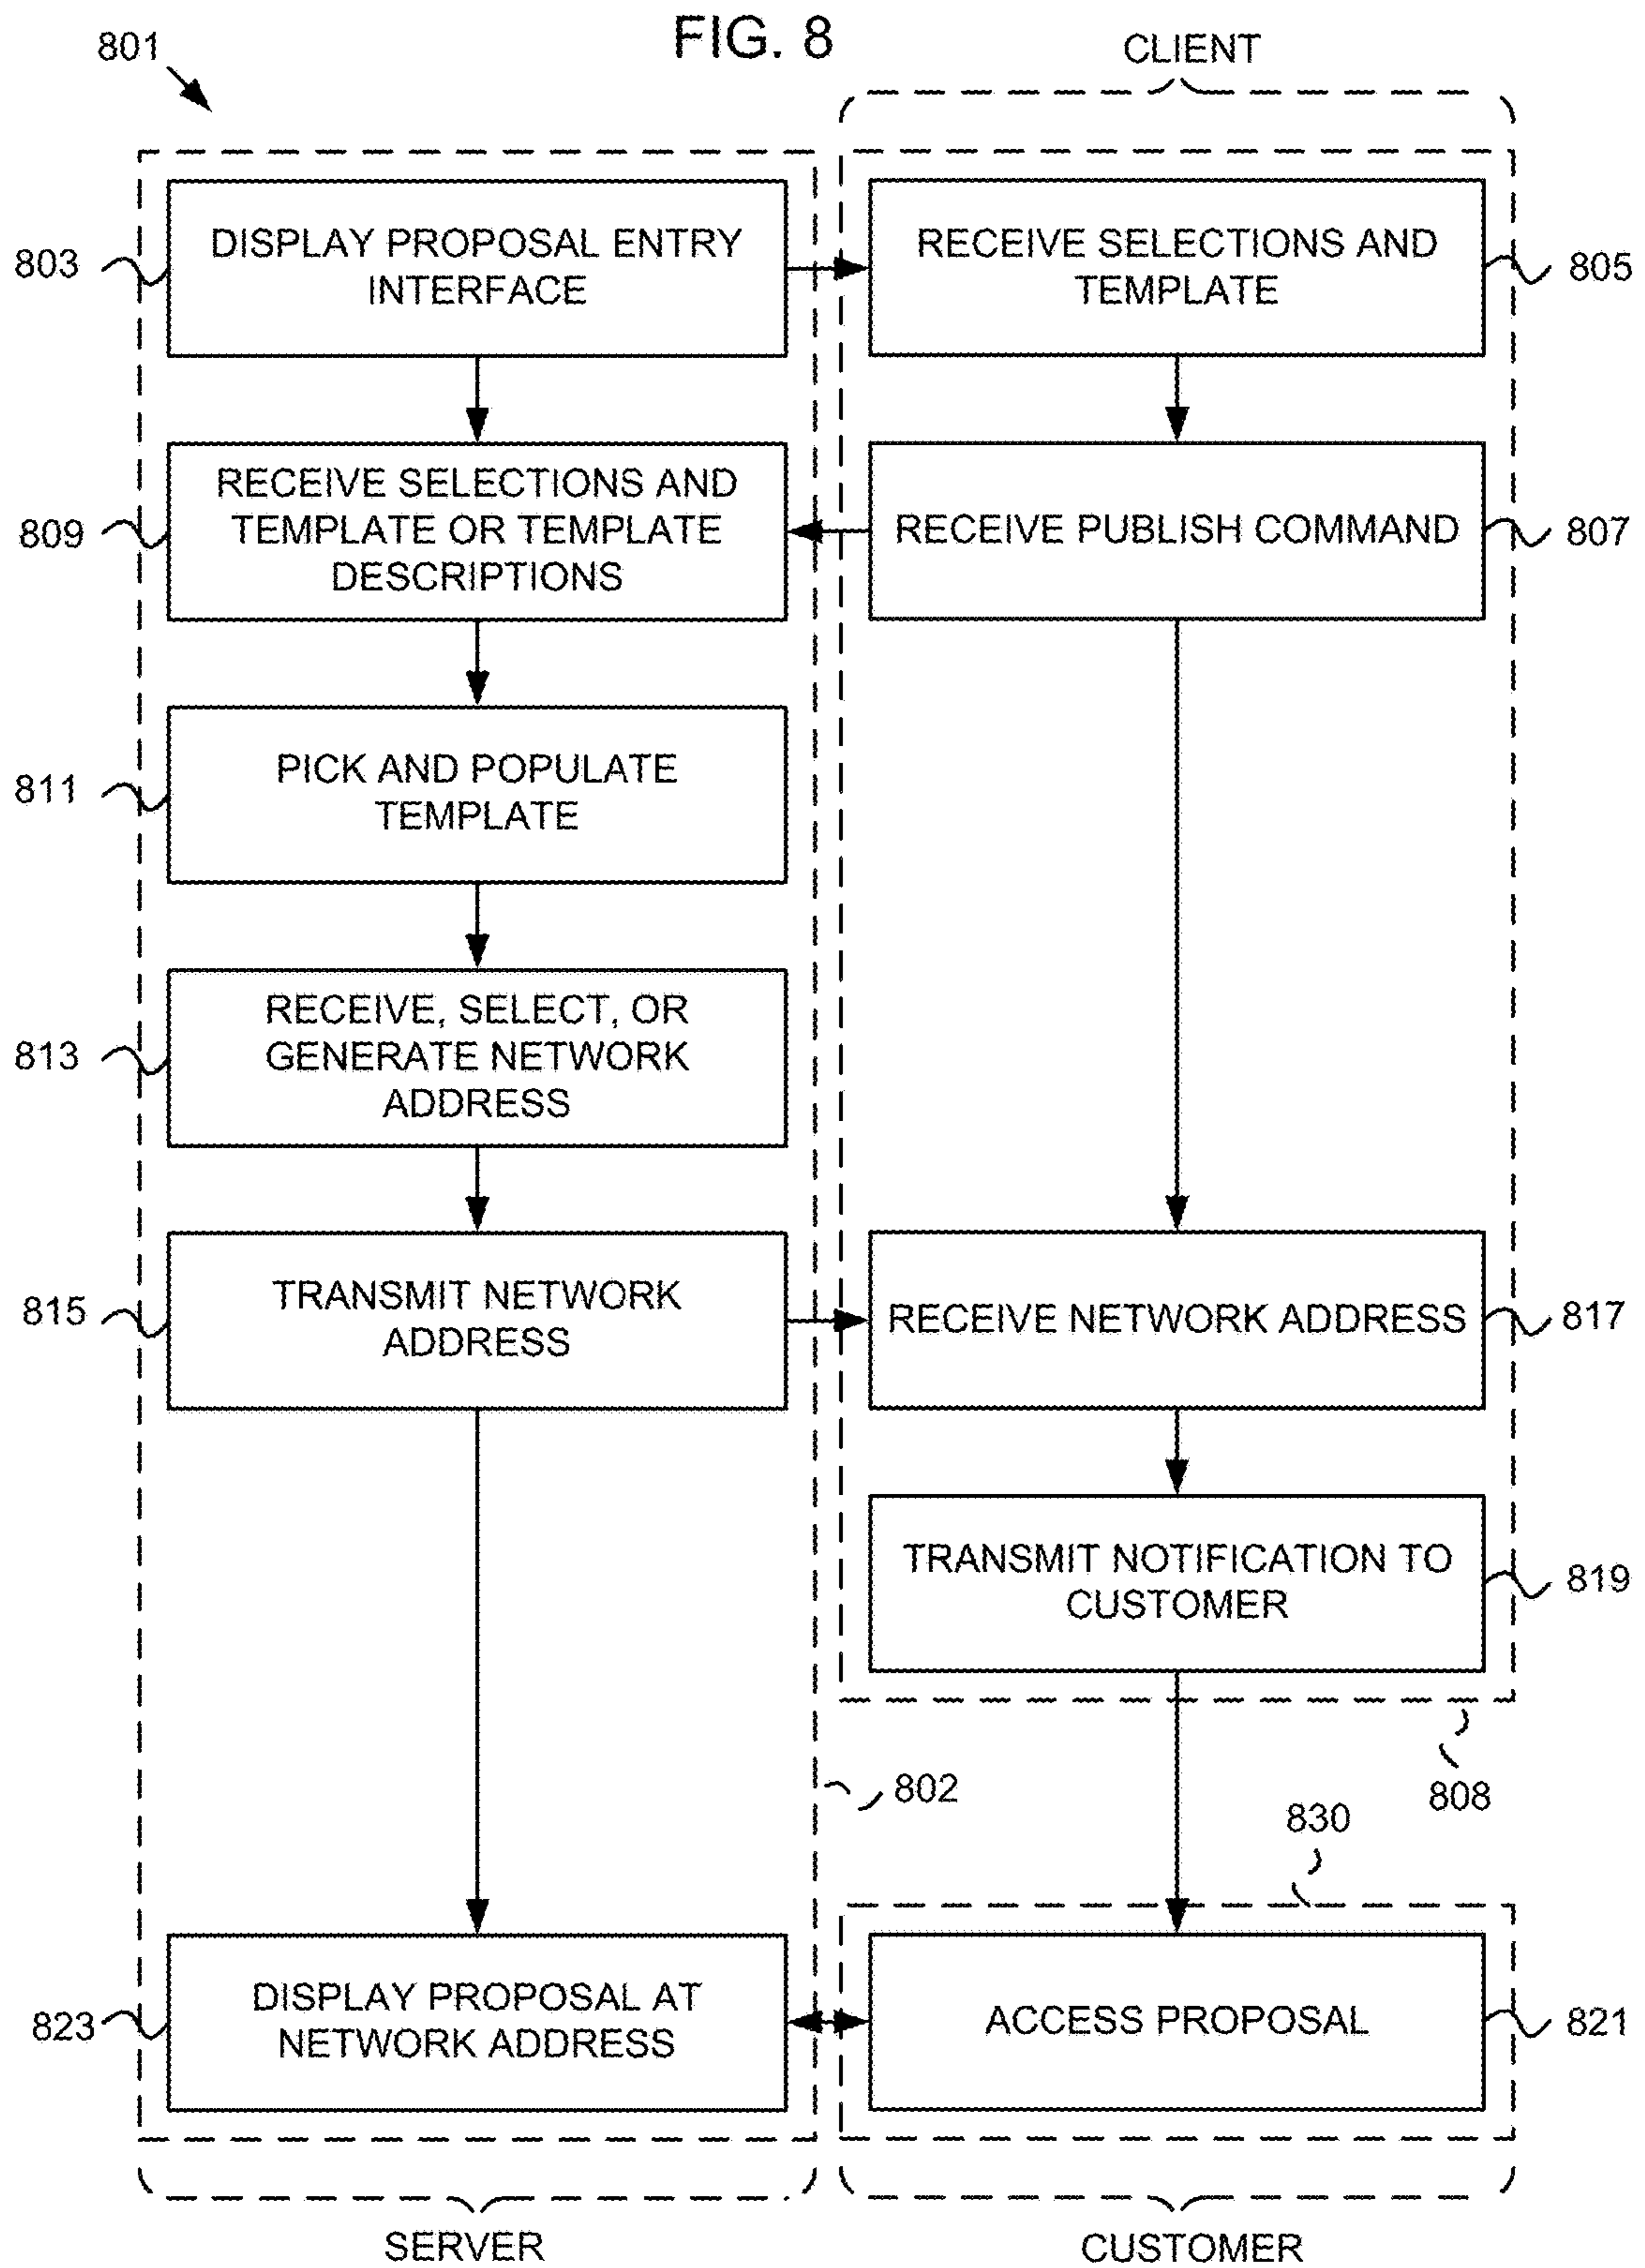 FIG. 8
801
CLIENT
803
DISPLAY PROPOSAL ENTRY
INTERFACE
RECEIVE SELECTIONS AND
TEMPLATE
805
809
RECEIVE SELECTIONS AND
TEMPLATE OR TEMPLATE
DESCRIPTIONS
RECEIVE PUBLISH COMMAND
807
811
PICK AND POPULATE
TEMPLATE
813
RECEIVE, SELECT, OR
GENERATE NETWORK
ADDRESS
815
TRANSMIT NETWORK
ADDRESS
RECEIVE NETWORK ADDRESS
817
TRANSMIT NOTIFICATION TO
CUSTOMER
819
802
808
830
823
DISPLAY PROPOSAL AT
NETWORK ADDRESS
ACCESS PROPOSAL
821
SERVER
CUSTOMER